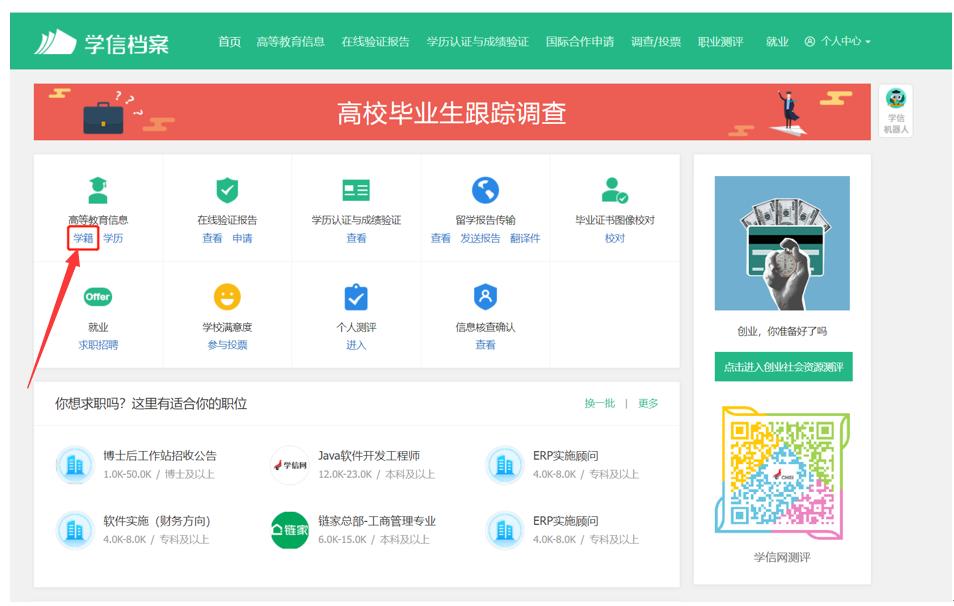 学信档案 首页 高等教育信息 在线验证报告 学历认证与成绩验证 国际合作申请 调查/投票 职业测评 就业 个人中心
? ? ?
高校毕业生跟踪调查
学信
机器人
高等教育信息
学籍 学历
在线验证报告
查看 申请
学历认证与成绩验证
查看
留学报告传输
查看 发送报告 翻译件
毕业证书图像校对
校对
Offer
就业
求职招聘
学校满意度
参与投票
个人测评
进入
信息核查确认
查看
你想求职吗？这里有适合你的职位
换一批 | 更多
博士后工作站招收公告
1.0K-50.0K / 博士及以上
学信网
Java软件开发工程师
12.0K-23.0K / 本科及以上
ERP实施顾问
4.0K-8.0K / 专科及以上
软件实施（财务方向）
4.0K-8.0K / 专科及以上
链家
链家总部-工商管理专业
6.0K-15.0K / 本科及以上
ERP实施顾问
4.0K-8.0K / 专科及以上
创业，你准备好了吗
点击进入创业社会资源测评
CHSI
学信网测评